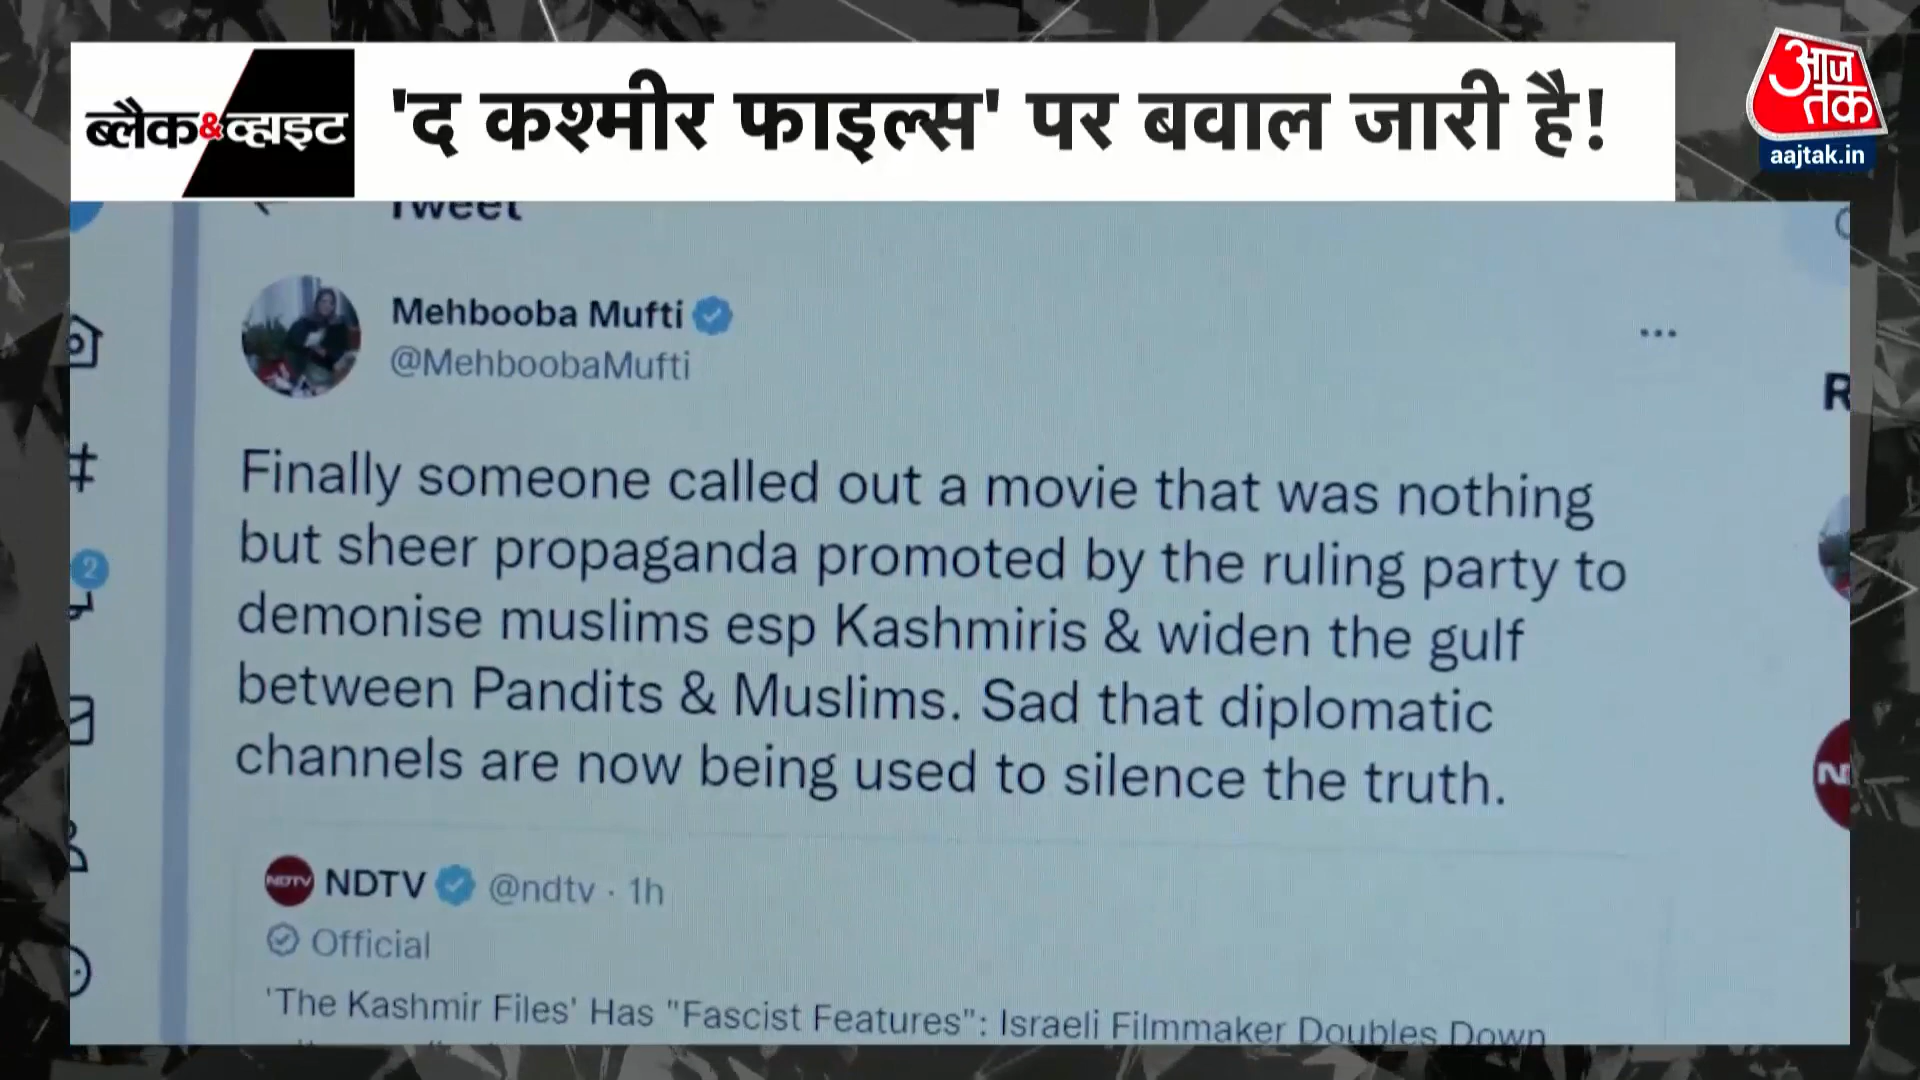 ब्लैक&व्हाइट
'द कश्मीर फाइल्स' पर बवाल जारी है!
आज
तक
aajtak.in
Tweet
Mehbooba Mufti
@MehboobaMufti
Finally someone called out a movie that was nothing
but sheer propaganda promoted by the ruling party to
demonise muslims esp Kashmiris & widen the gulf
between Pandits & Muslims. Sad that diplomatic
channels are now being used to silence the truth.
2
NDTV NDTV @ndtv · 1h
Official
'The Kashmir Files' Has "Fascist Features": Israeli Filmmaker Doubles Down